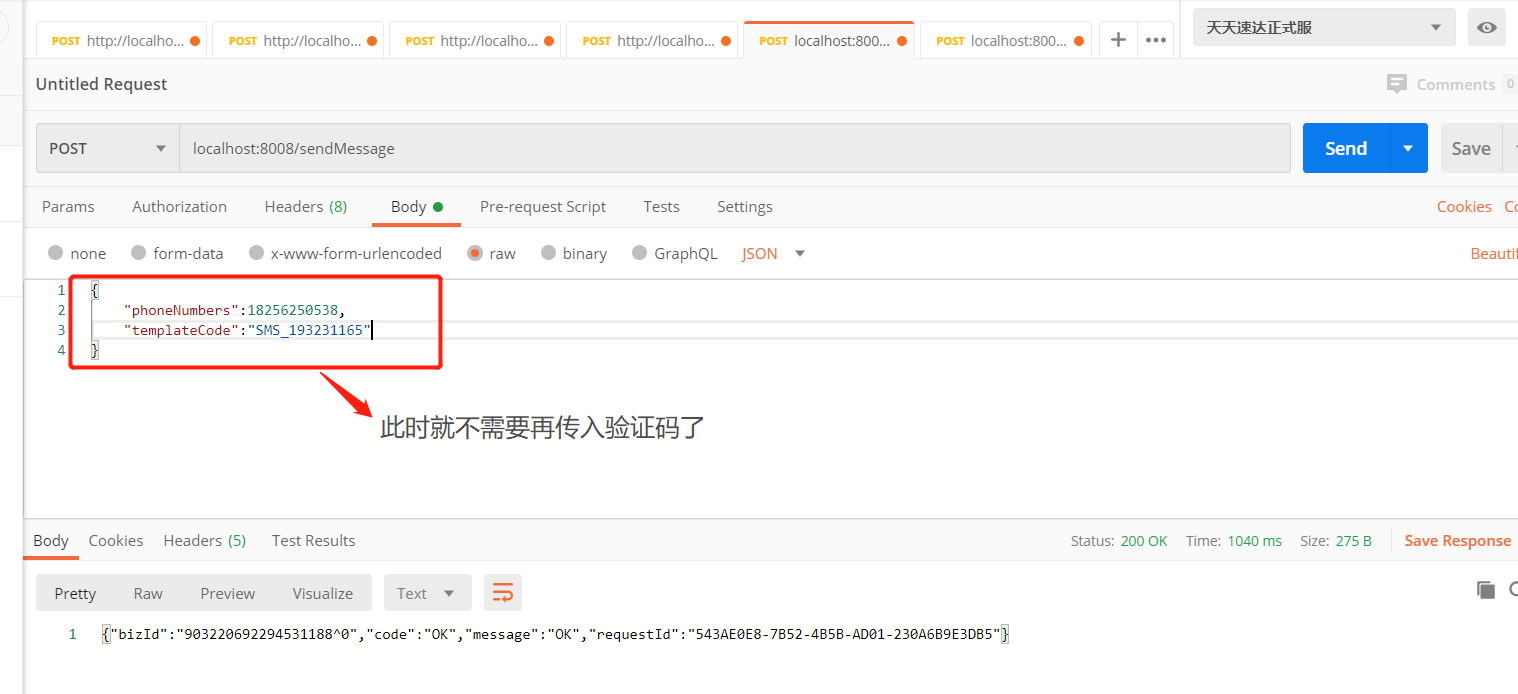 POST http://localho... POST http://localho... POST http://localho... POST http://localho... POST localhost:800... POST localhost:800... + ••• 天天速达正式服
Untitled Request Comments 0
POST localhost:8008/sendMessage Send Save
Params Authorization Headers (8) Body Pre-request Script Tests Settings Cookies
none form-data x-www-form-urlencoded raw binary GraphQL JSON Beautif
1 {
2 "phoneNumbers":18256250538,
3 "templateCode":"SMS_193231165"
4 }
此时就不需要再传入验证码了
Body Cookies Headers (5) Test Results Status: 200 OK Time: 1040 ms Size: 275 B Save Response
Pretty Raw Preview Visualize Text
1 {"bizId":"903220692294531188^0","code":"OK","message":"OK","requestId":"543AE0E8-7B52-4B5B-AD01-230A6B9E3DB5"}